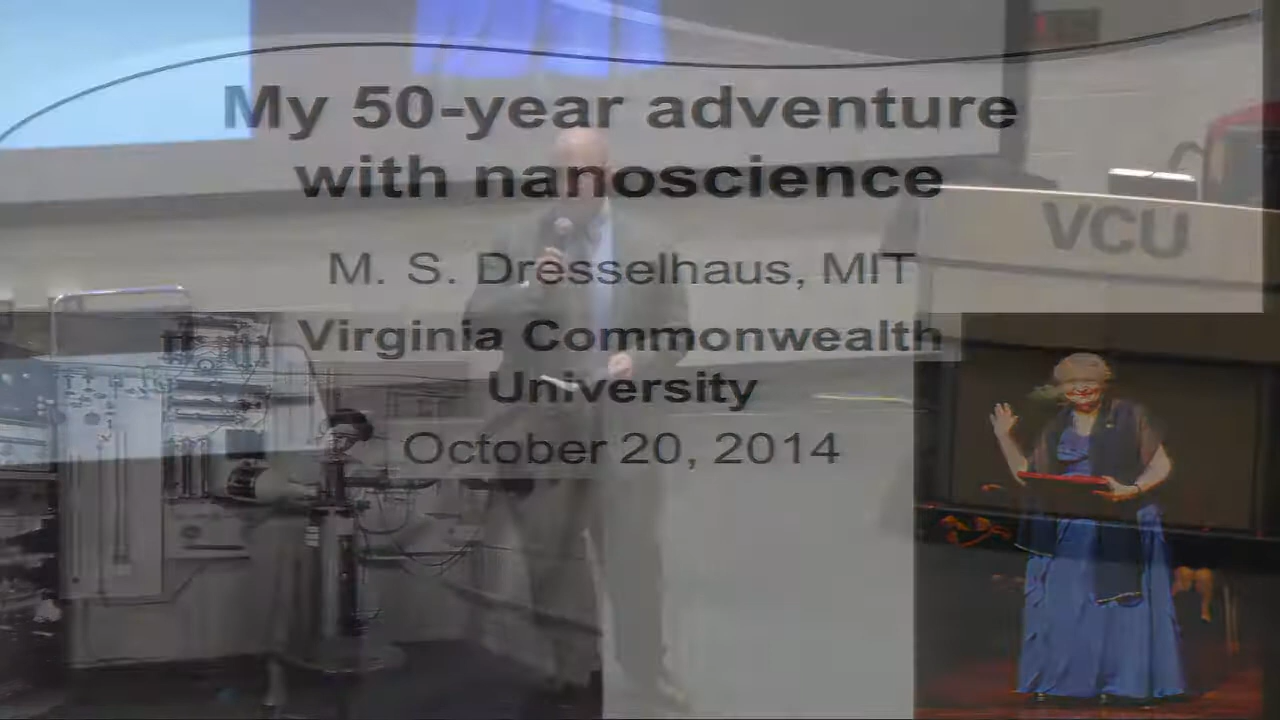 My 50-year adventure
with nanoscience
M. S. Dresselhaus, MIT
VCU
Virginia Commonwealth
University
October 20, 2014